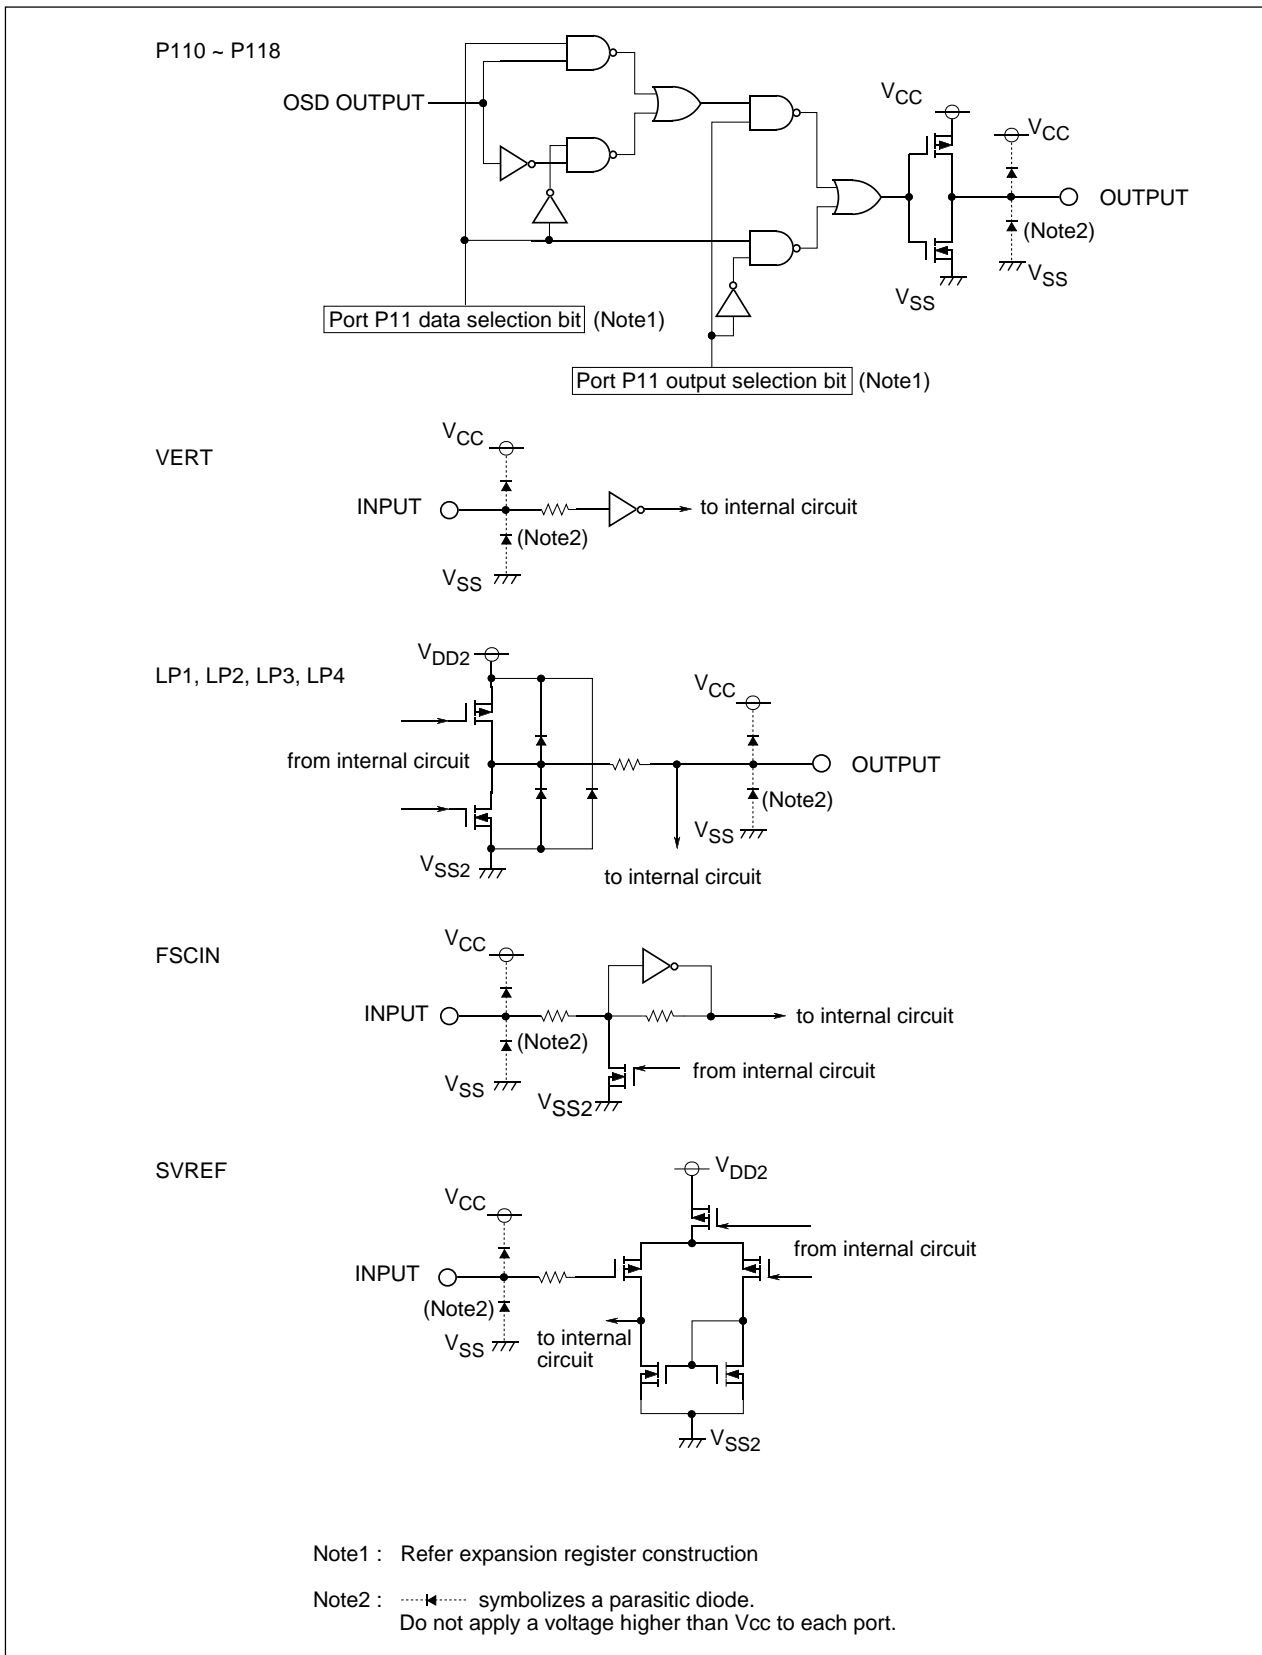 P110 ~ P118
OSD OUTPUT
VCC
VCC
OUTPUT
(Note2)
VSS
VSS
Port P11 data selection bit (Note1)
Port P11 output selection bit (Note1)
VERT
VCC
INPUT
to internal circuit
(Note2)
VSS
LP1, LP2, LP3, LP4
VDD2
VCC
from internal circuit
OUTPUT
(Note2)
VSS
VSS2
to internal circuit
FSCIN
VCC
INPUT
to internal circuit
(Note2)
from internal circuit
VSS
VSS2
SVREF
VDD2
VCC
from internal circuit
INPUT
(Note2)
VSS
to internal
circuit
VSS2
Note1 : Refer expansion register construction
Note2 : symbolizes a parasitic diode.
Do not apply a voltage higher than Vcc to each port.